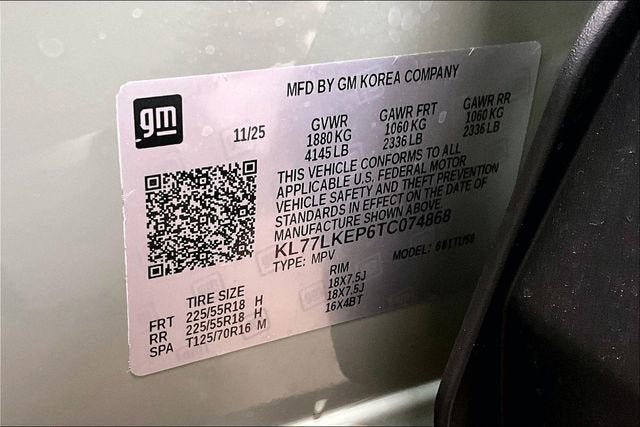 MFD BY GM KOREA COMPANY
gm
11/25
GVWR GAWR FRT GAWR RR
1880 KG 1060 KG 1060 KG
4145 LB 2336 LB 2336 LB
THIS VEHICLE CONFORMS TO ALL
APPLICABLE U.S. FEDERAL MOTOR
VEHICLE SAFETY AND THEFT PREVENTION
STANDARDS IN EFFECT ON THE DATE OF
MANUFACTURE SHOWN ABOVE.
KL77LKEP6TC074868
TYPE: MPV MODEL:
TIRE SIZE RIM
FRT 225/55R18 H 18X7.5J
RR 225/55R18 H 18X7.5J
SPA T125/70R16 M 16X4BT